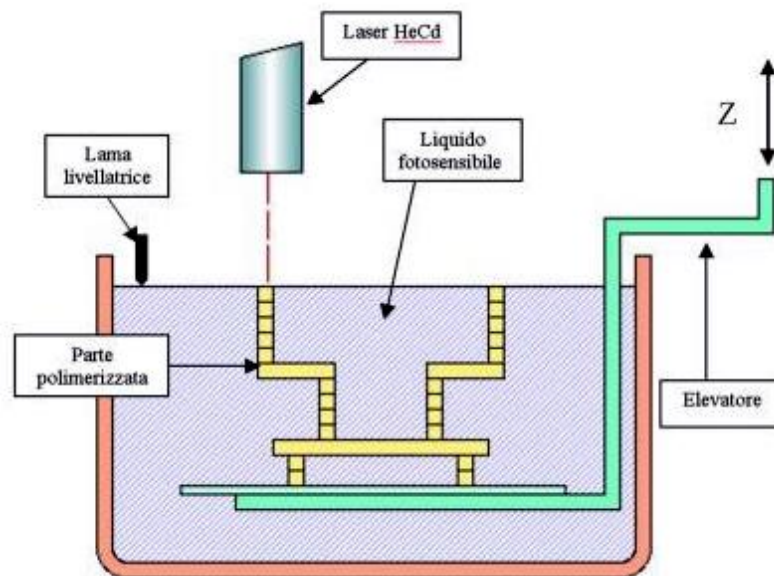 Laser HeCd
Z
Liquido
fotosensibile
Lama
livellatrice
Parte
polimerizzata
Elevatore